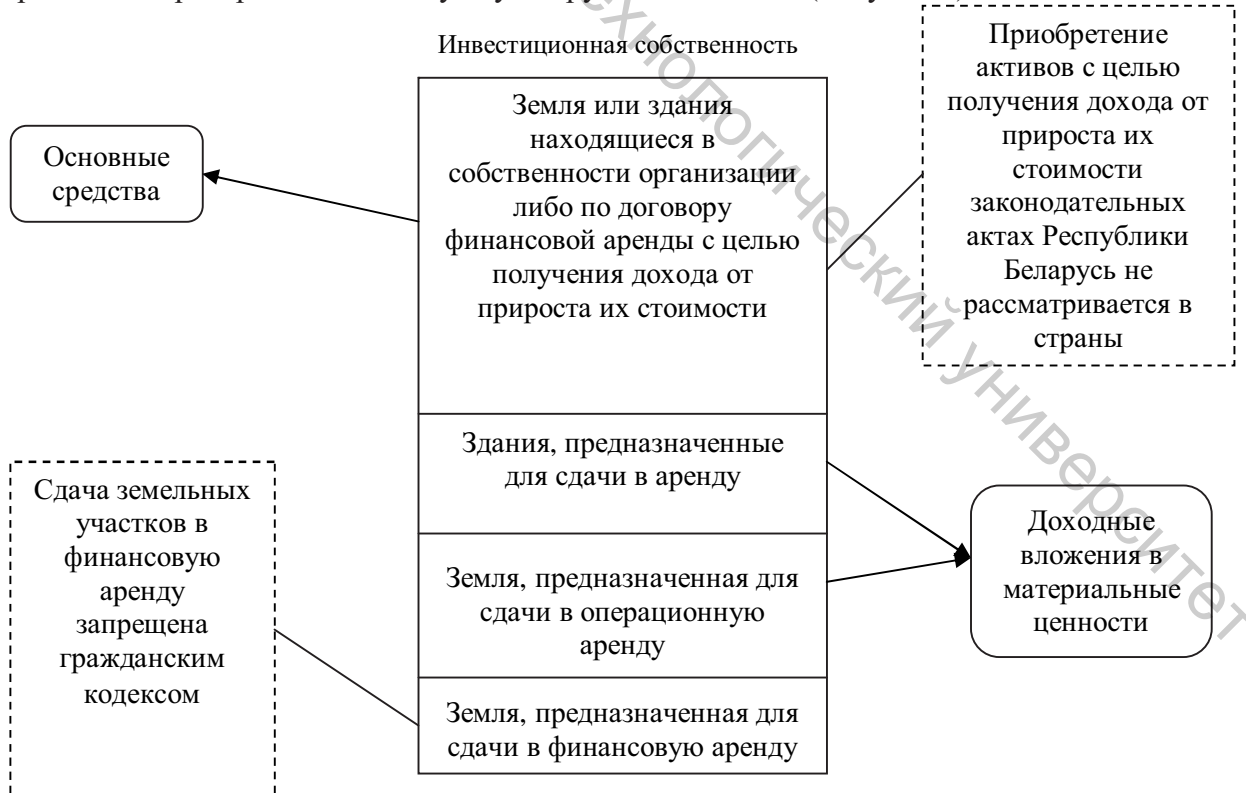 Инвестиционная собственность
Земля или здания
находящиеся в
собственности организации
либо по договору
финансовой аренды с целью
получения дохода от
прироста их стоимости
Приобретение
активов с целью
получения дохода от
прироста их
стоимости
законодательных
актах Республики
Беларусь не
рассматривается в
страны
Основные
средства
Здания, предназначенные
для сдачи в аренду
Сдача земельных
участков в
финансовую
аренду
запрещена
гражданским
кодексом
Земля, предназначенная для
сдачи в операционную
аренду
Доходные
вложения в
материальные
ценности
Земля, предназначенная для
сдачи в финансовую аренду
университет